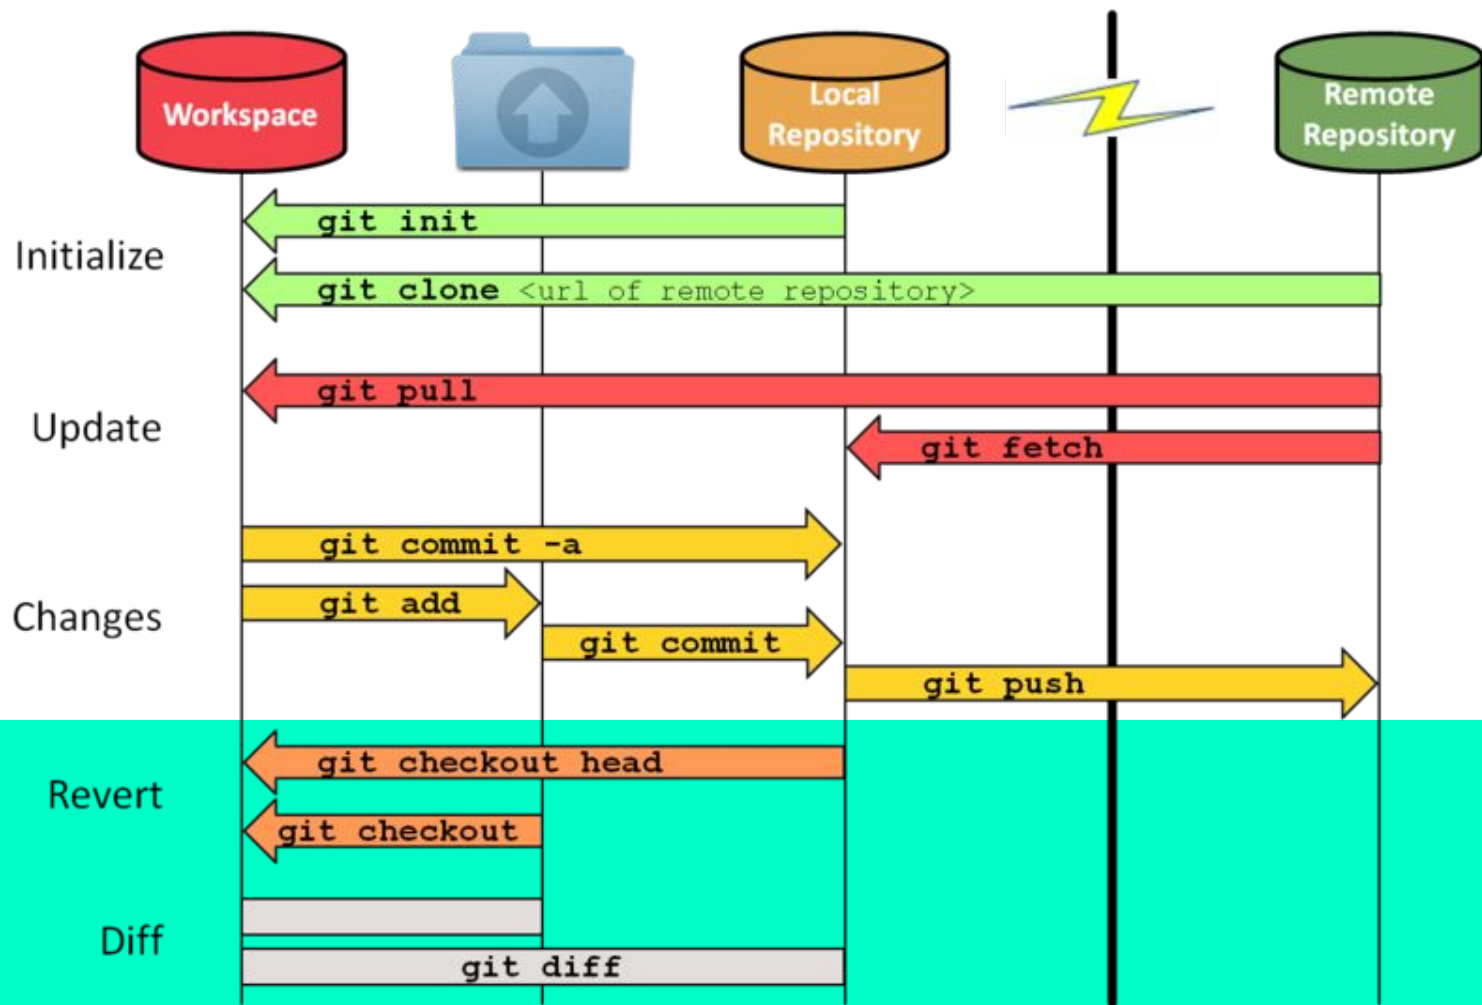 Workspace
Local
Repository
Remote
Repository
Initialize
git init
git clone <url of remote repository>
Update
git pull
git fetch
Changes
git commit -a
git add
git commit
git push
Revert
git checkout head
git checkout
Diff
git diff